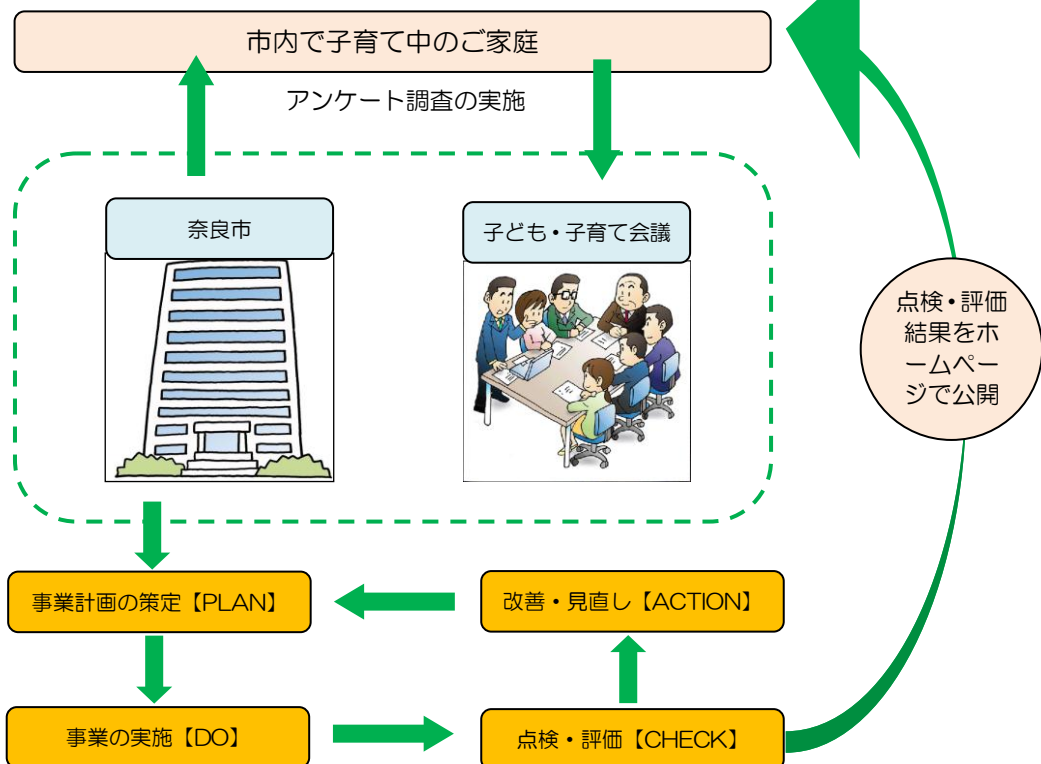 市内で子育て中のご家庭
アンケート調査の実施
奈良市
子ども・子育て会議
点検・評価
結果をホ
ームペー
ジで公開
事業計画の策定【PLAN】
改善・見直し【ACTION】
事業の実施【DO】
点検・評価【CHECK】